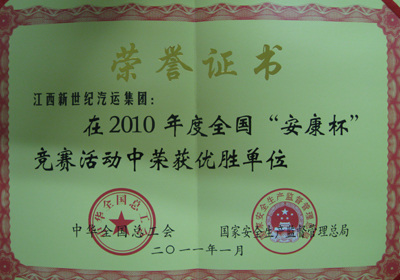 荣誉证书
江西新世纪汽运集团：
在2010年度全国“安康杯”
竞赛活动中荣获优胜单位
中华全国总工会
国家安全生产监督管理总局
二〇一一年一月